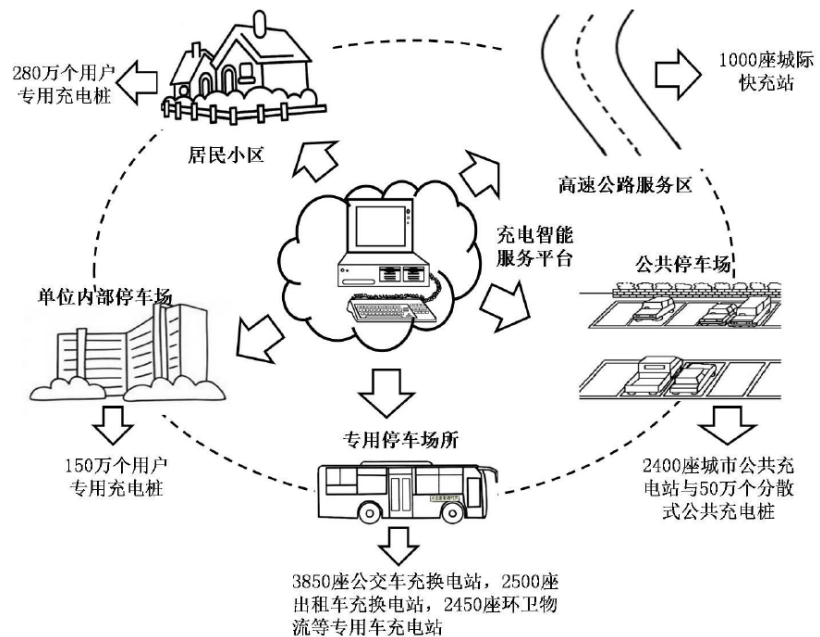 280万个用户
专用充电桩
居民小区
1000座城际
快充站
高速公路服务区
充电智能
服务平台
公共停车场
单位内部停车场
150万个用户
专用充电桩
专用停车场所
2400座城市公共充
电站与50万个分散
式公共充电桩
3850座公交车充换电站，2500座
出租车充换电站，2450座环卫物
流等专用车充电站